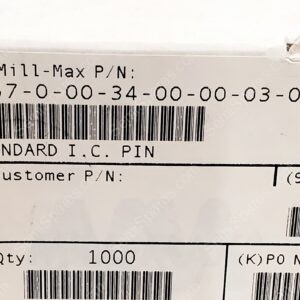 Mill-Max P/N:
7-0-00-34-00-00-03-0
NDARD I.C. PIN
ustomer P/N:
(S
Qty: 1000
(K)PO N